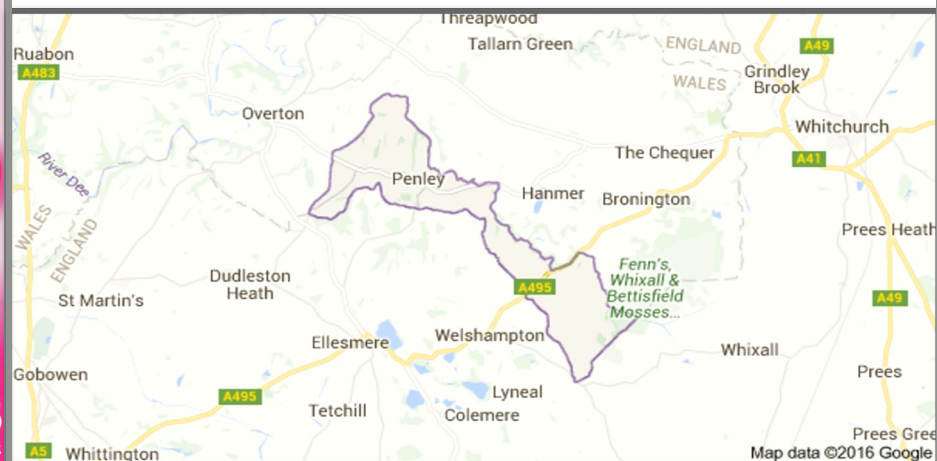 Threapwood
Tallarn Green
ENGLAND
WALES
A49
Ruabon
A483
Grindley
Brook
Overton
Whitchurch
The Chequer
A41
River Dee
Penley
Hanmer
Bronington
WALES
ENGLAND
Prees Heath
Fenn's,
Whixall &
Bettisfield
Mosses...
Dudleston
Heath
A495
St Martin's
A49
Ellesmere
Welshampton
Whixall
Gobowen
Prees
A495
Lyneal
Tetchill
Colemere
Prees Gree
A5
Whittington
Map data ©2016 Google